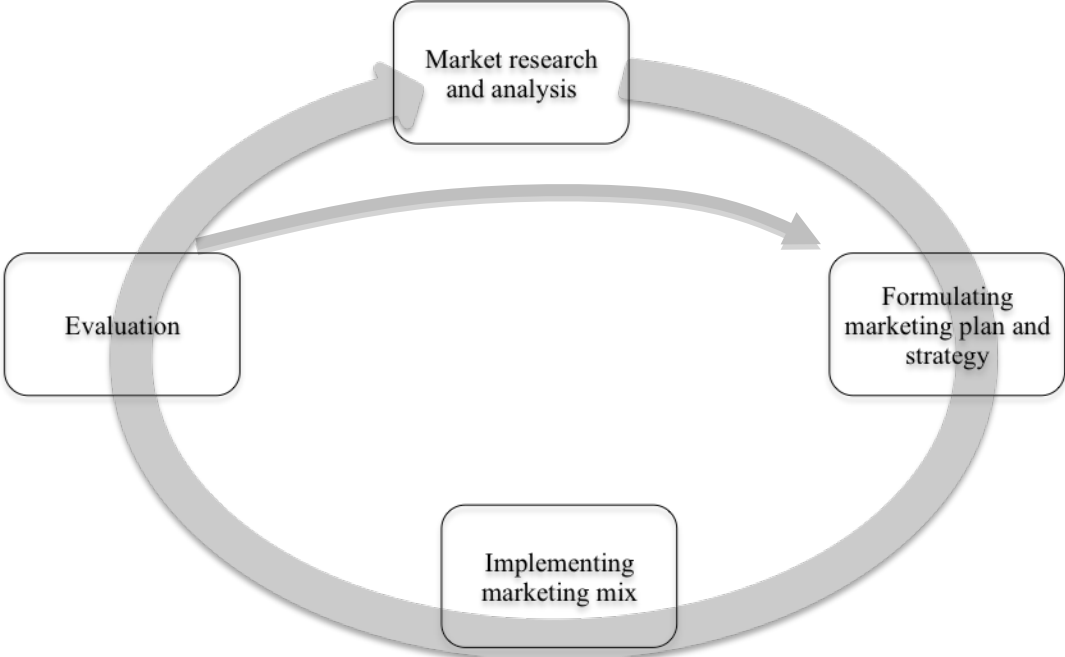 Market research
and analysis
Evaluation
Formulating
marketing plan and
strategy
Implementing
marketing mix